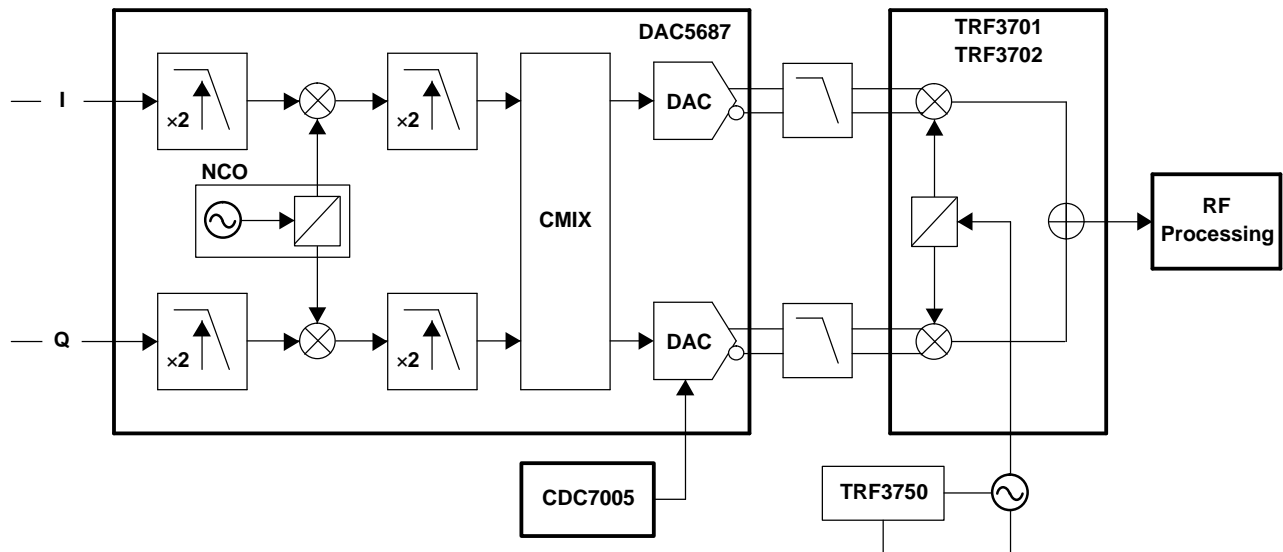 DAC5687
TRF3701
TRF3702
I
×2
×2
DAC
NCO
CMIX
RF
Processing
Q
×2
×2
DAC
CDC7005
TRF3750